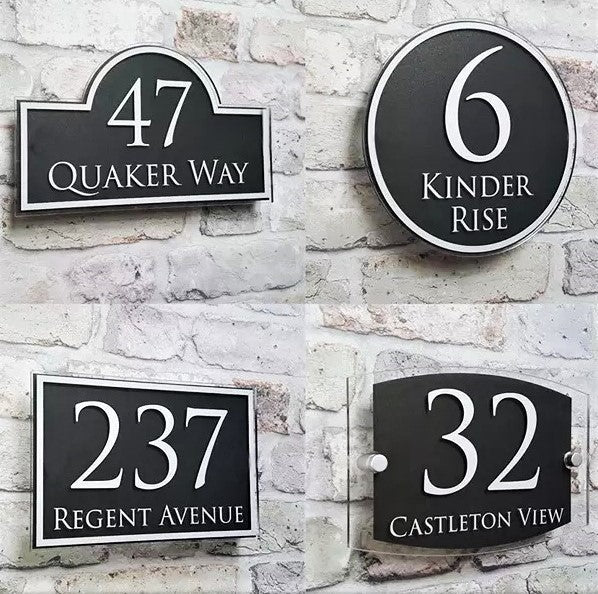 47
QUAKER WAY
6
KINDER
RISE
237
REGENT AVENUE
32
CASTLETON VIEW